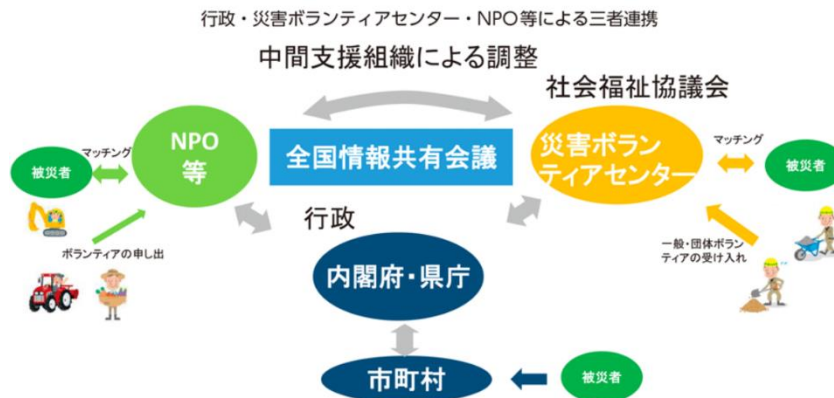 行政・災害ボランティアセンター・NPO等による三者連携
中間支援組織による調整
社会福祉協議会
NPO
等
マッチング
被災者
全国情報共有会議
災害ボラン
ティアセンター
マッチング
被災者
行政
ボランティアの申し出
一般・団体ボラン
ティアの受け入れ
内閣府・県庁
市町村
被災者